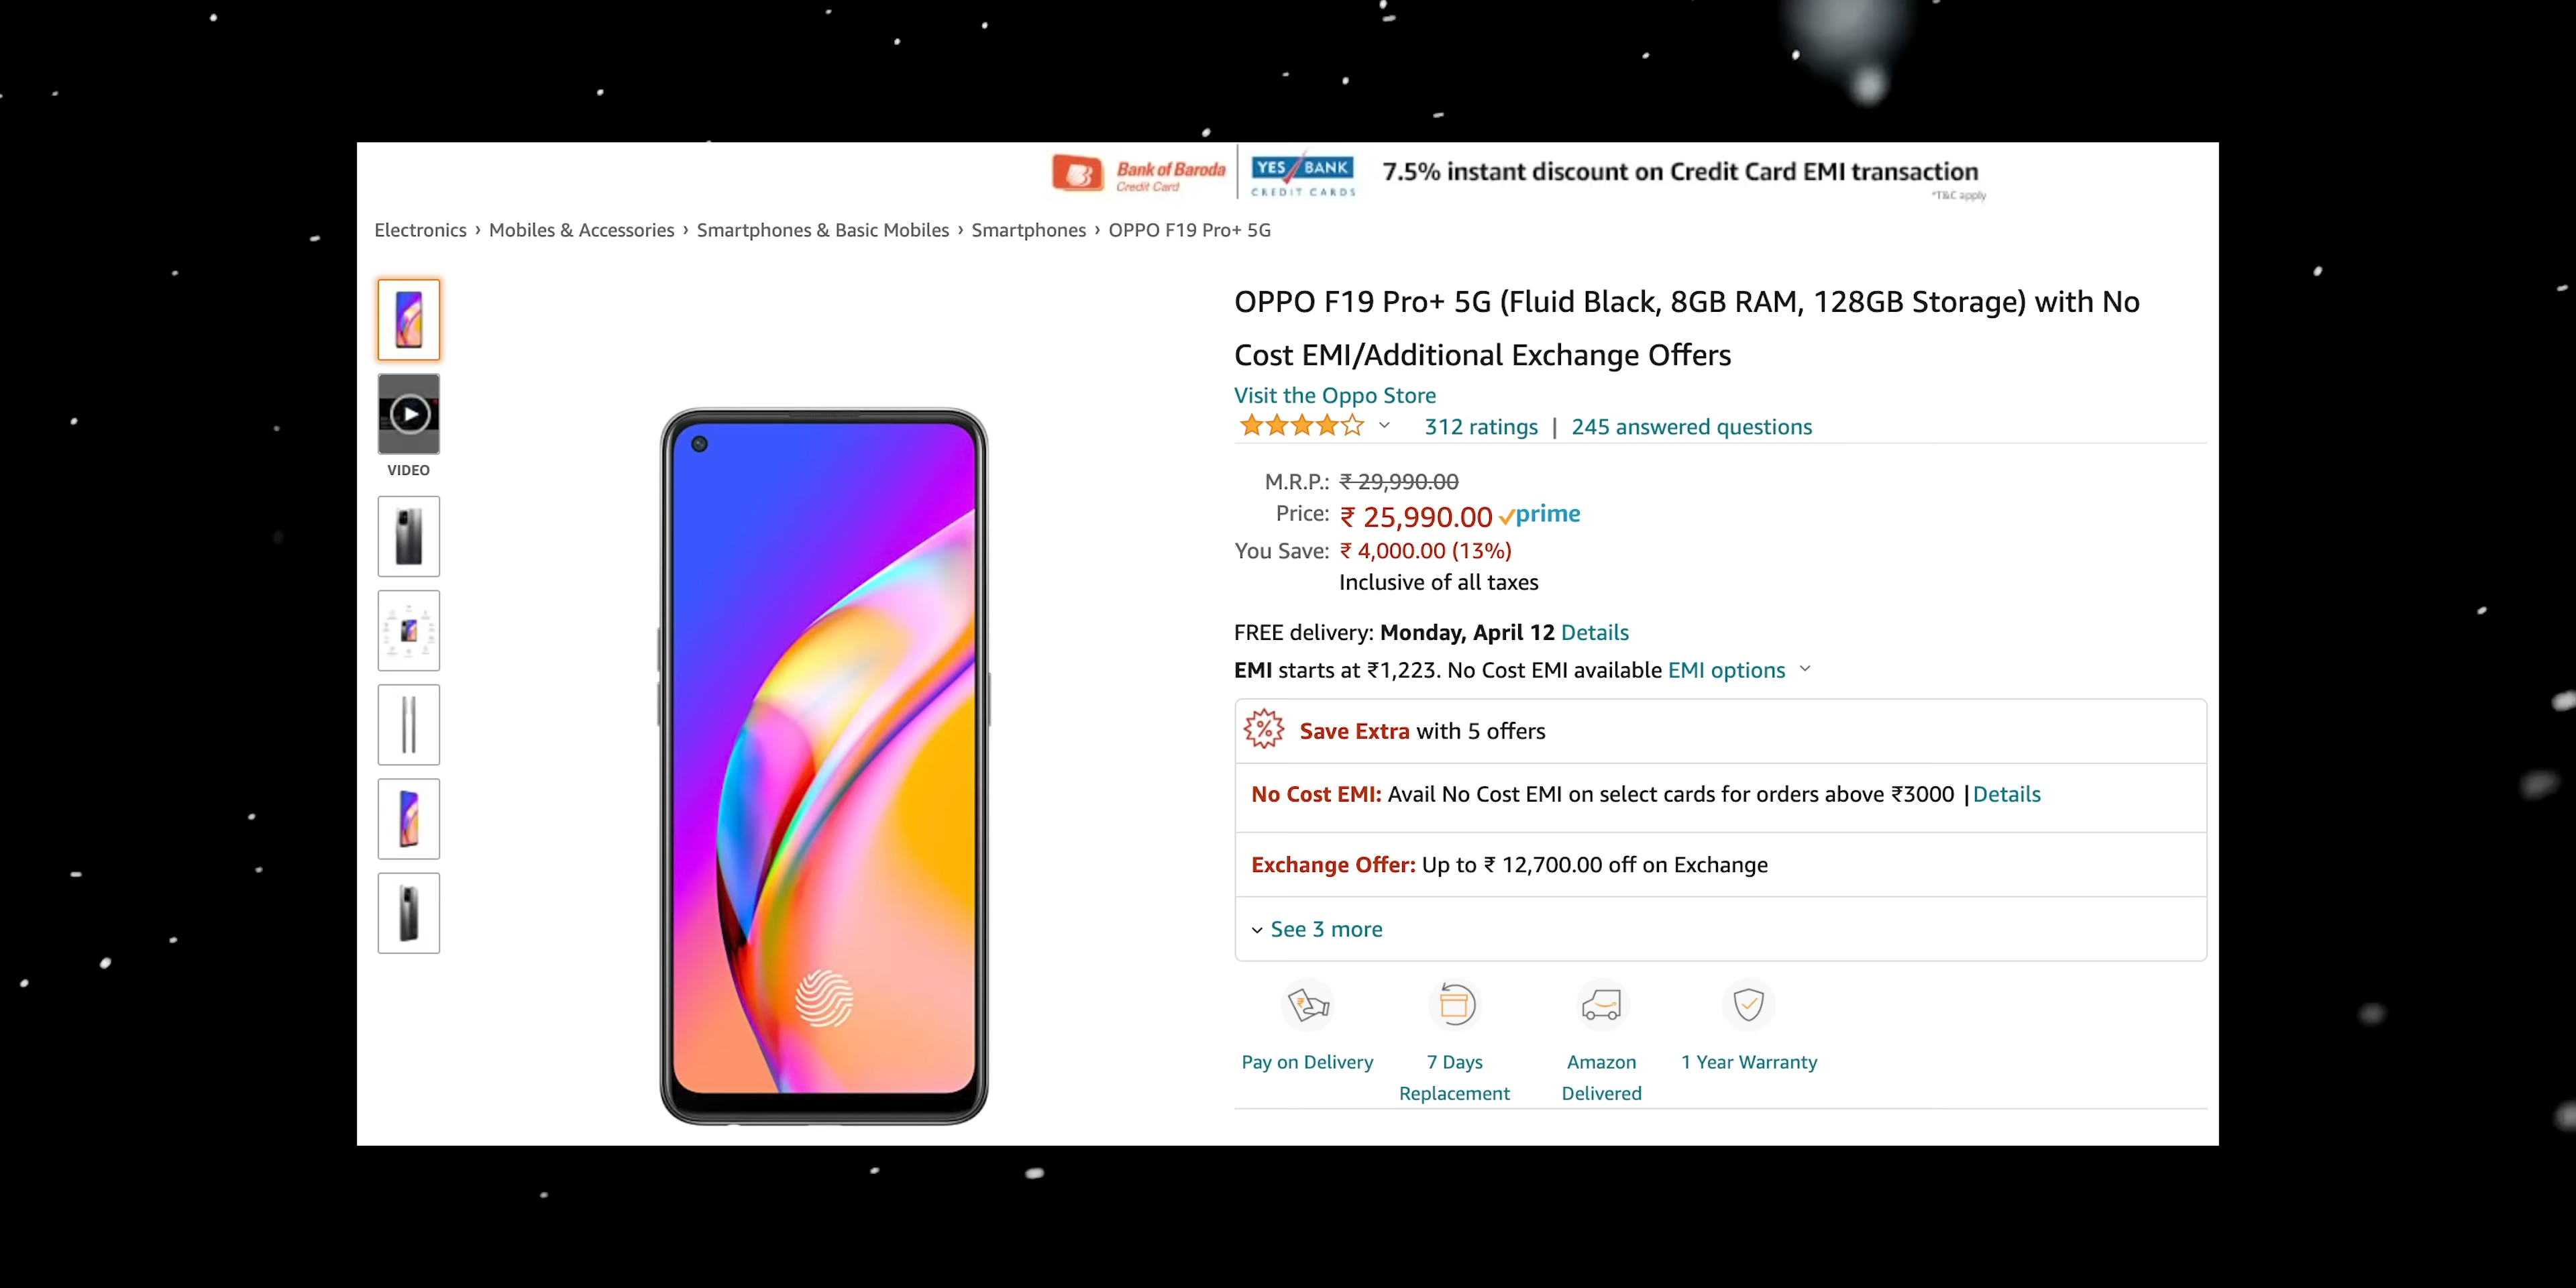 Bank of Baroda
Credit Card
YES BANK
CREDIT CARDS
7.5% instant discount on Credit Card EMI transaction
*T&C apply
Electronics › Mobiles & Accessories › Smartphones & Basic Mobiles › Smartphones › OPPO F19 Pro+ 5G
VIDEO
OPPO F19 Pro+ 5G (Fluid Black, 8GB RAM, 128GB Storage) with No
Cost EMI/Additional Exchange Offers
Visit the Oppo Store
312 ratings | 245 answered questions
M.R.P.: ₹ 29,990.00
Price: ₹ 25,990.00 prime
You Save: ₹ 4,000.00 (13%)
Inclusive of all taxes
FREE delivery: Monday, April 12 Details
EMI starts at ₹1,223. No Cost EMI available EMI options
Save Extra with 5 offers
No Cost EMI: Avail No Cost EMI on select cards for orders above ₹3000 | Details
Exchange Offer: Up to ₹ 12,700.00 off on Exchange
See 3 more
Pay on Delivery
7 Days
Replacement
Amazon
Delivered
1 Year Warranty